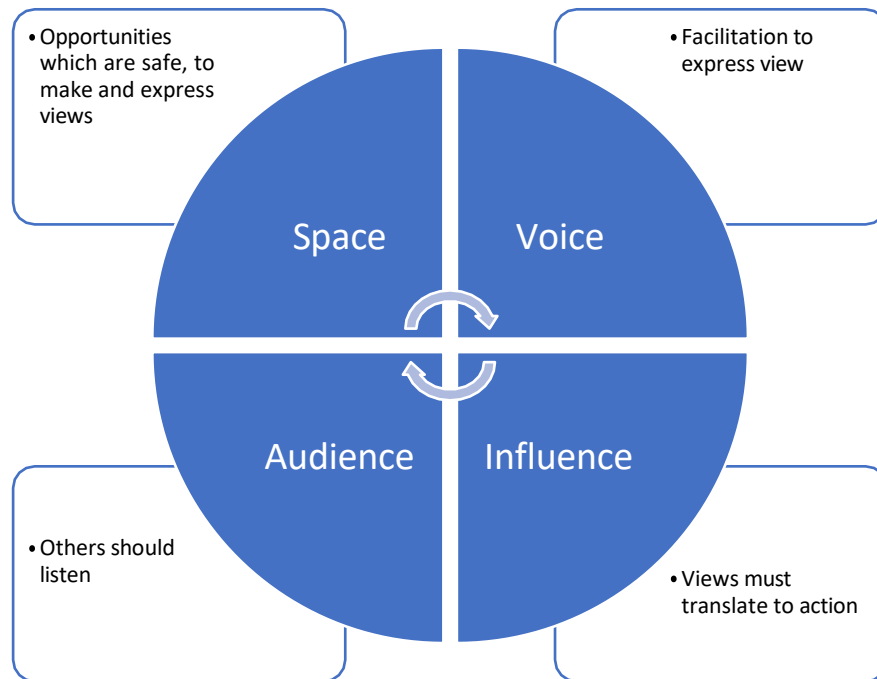 • Opportunities
which are safe, to
make and express
views
• Facilitation to
express view
Space
Voice
Audience
Influence
• Others should
listen
• Views must
translate to action